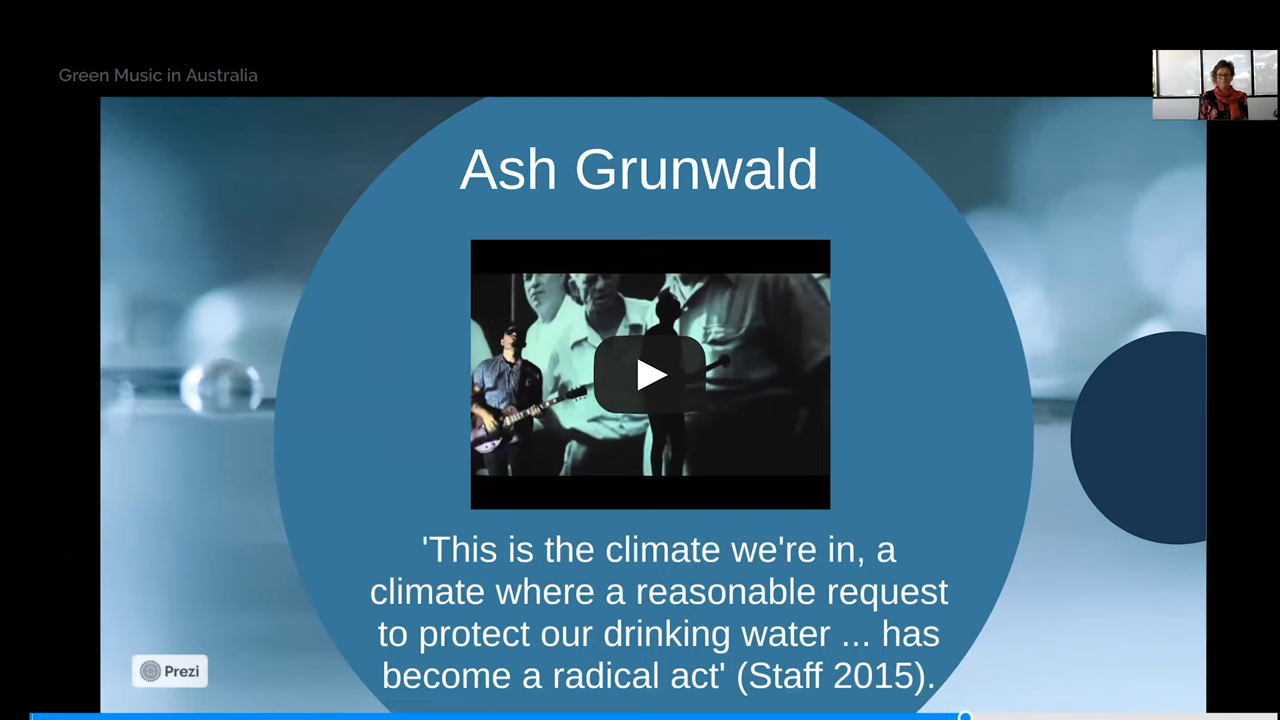 Green Music in Australia
Ash Grunwald
'This is the climate we're in, a
climate where a reasonable request
to protect our drinking water ... has
become a radical act' (Staff 2015).
Prezi